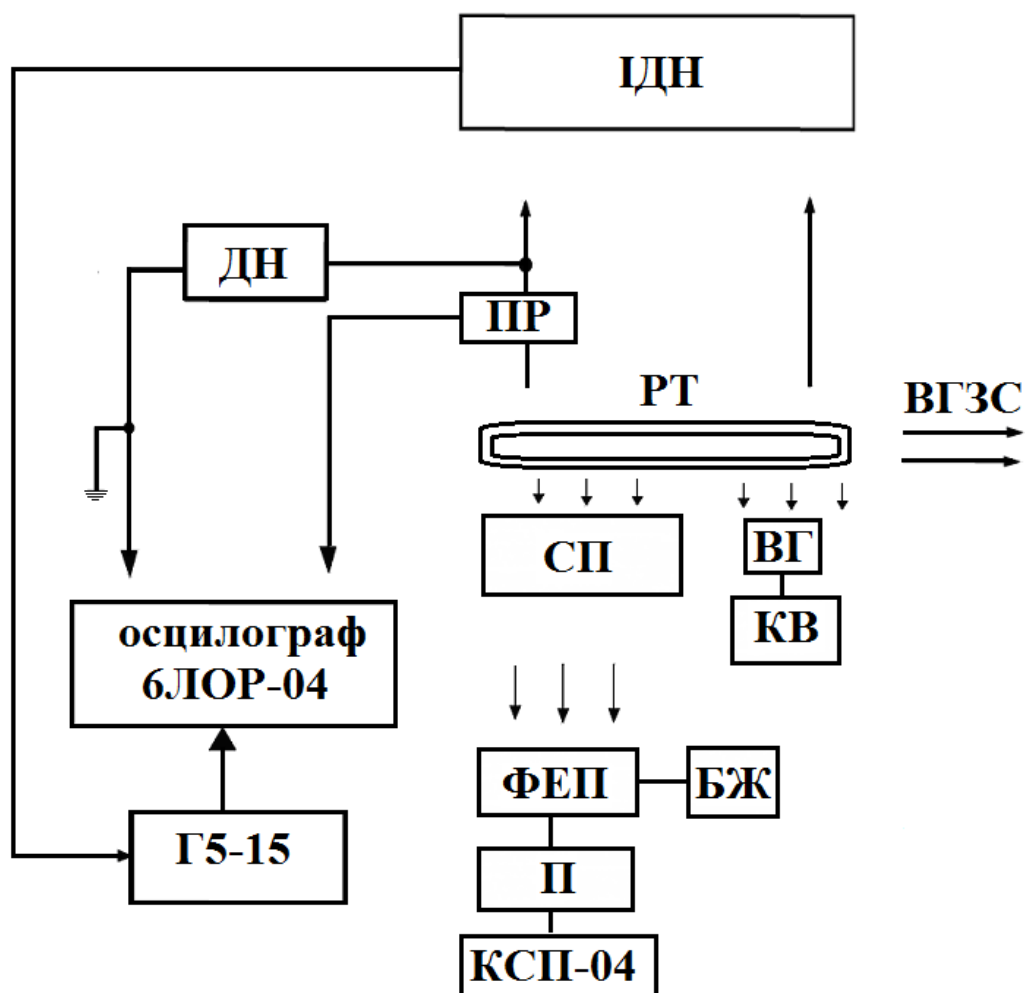 ІДН
ДН
ПР
РТ
ВГЗС
СП
ВГ
КВ
осцилограф
6ЛОР-04
ФЕП
БЖ
Г5-15
П
КСП-04